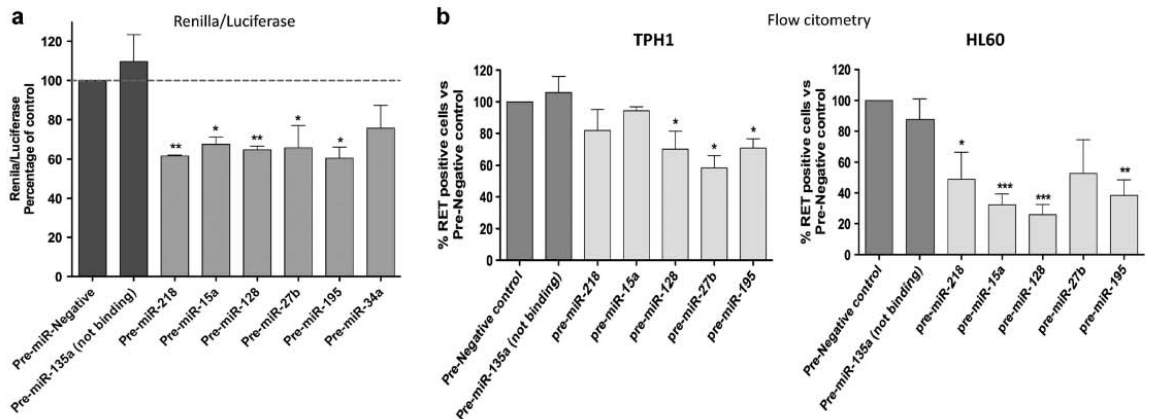 a
Renilla/Luciferase
Renilla/Luciferase
Percentage of control
120
100
80
60
40
20
0
**
*
**
*
*
Pre-miR-Negative
Pre-miR-135a (not binding)
Pre-miR-218
Pre-miR-15a
Pre-miR-128
Pre-miR-27b
Pre-miR-195
Pre-miR-34a
b
Flow citometry
TPH1
% RET positive cells vs
Pre-Negative control
120
100
80
60
40
20
0
*
*
*
Pre-Negative control
Pre-miR-135a (not binding)
pre-miR-218
pre-miR-15a
pre-miR-128
pre-miR-27b
pre-miR-195
HL60
% RET positive cells vs
Pre-Negative control
120
100
80
60
40
20
0
*
***
***
**
Pre-Negative control
Pre-miR-135a (not binding)
pre-miR-218
pre-miR-15a
pre-miR-128
pre-miR-27b
pre-miR-195